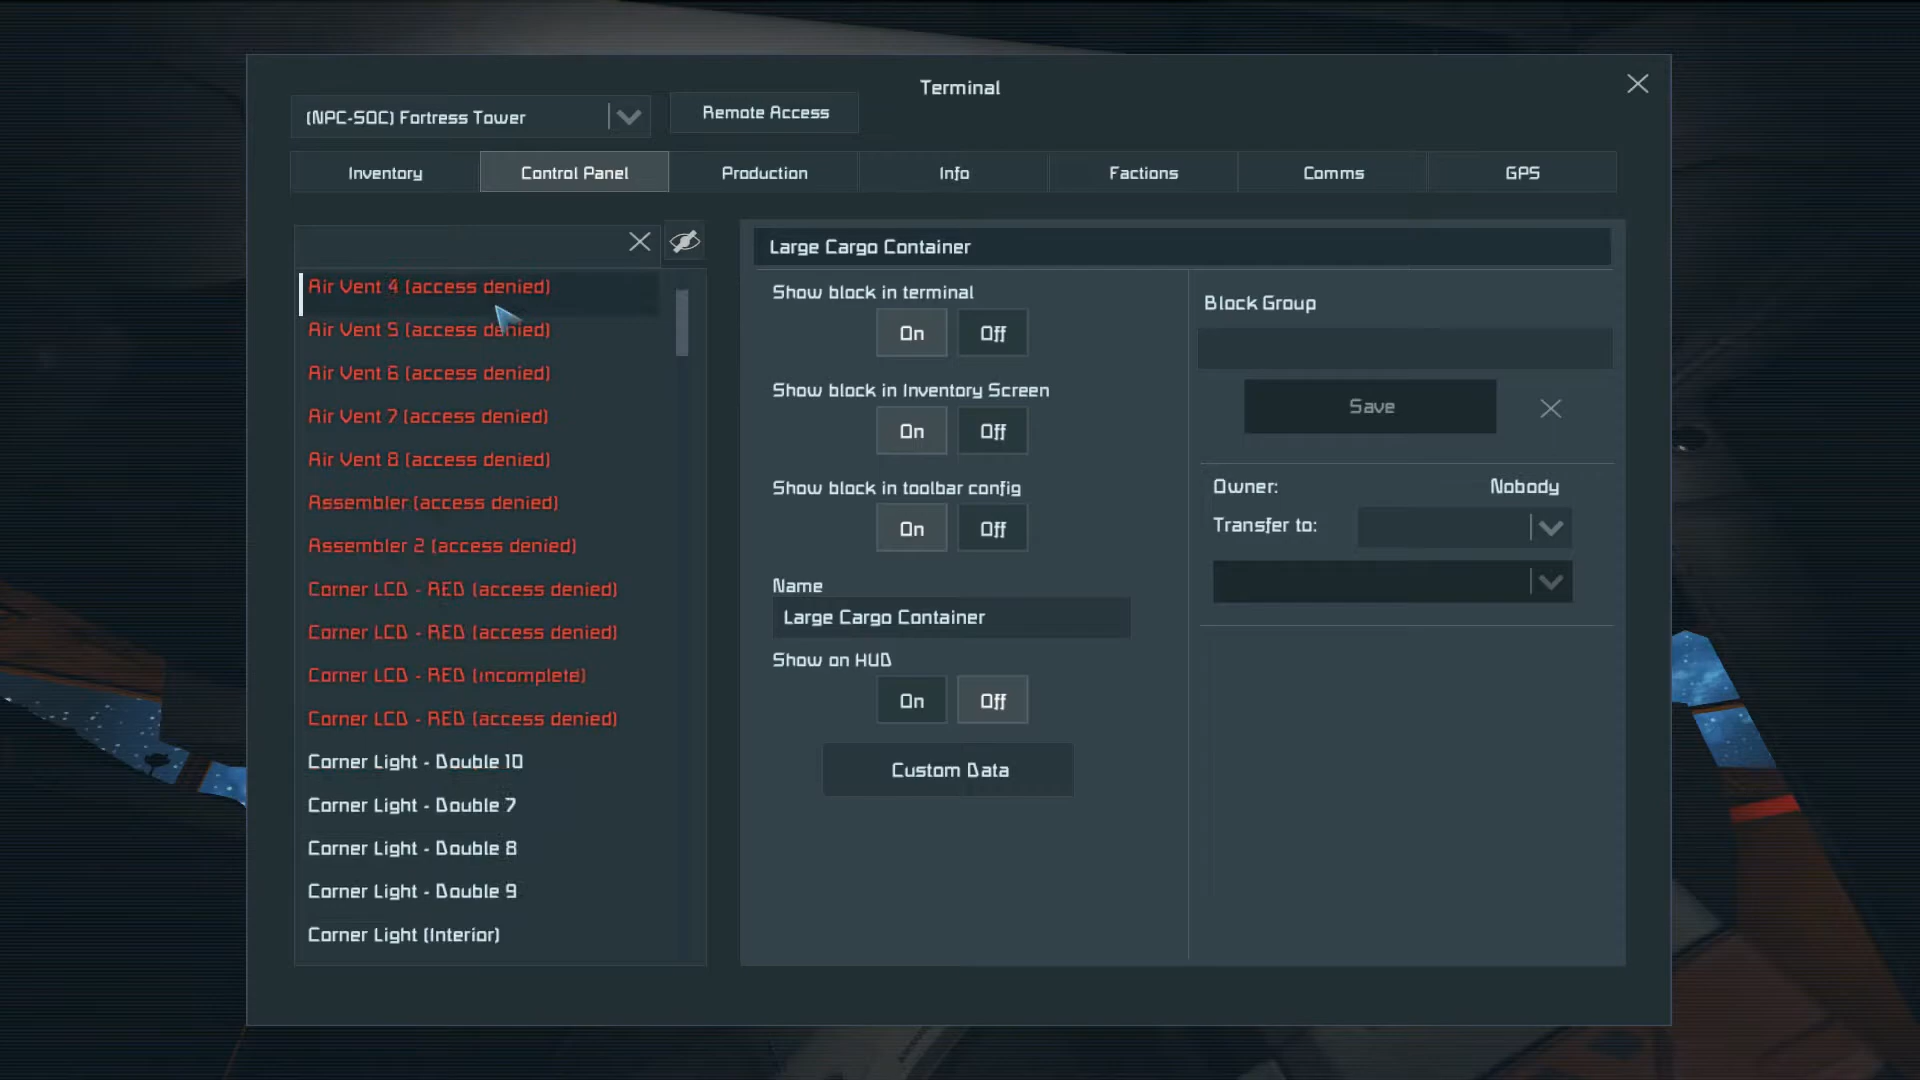 Terminal
(NPC-SOC) Fortress Tower
Remote Access
Inventory
Control Panel
Production
Info
Factions
Comms
GPS
Air Vent 4 (access denied)
Air Vent 5 (access denied)
Air Vent 6 (access denied)
Air Vent 7 (access denied)
Air Vent 8 (access denied)
Assembler (access denied)
Assembler 2 (access denied)
Corner LCD - RED (access denied)
Corner LCD - RED (access denied)
Corner LCD - RED (incomplete)
Corner LCD - RED (access denied)
Corner Light - Double 10
Corner Light - Double 7
Corner Light - Double 8
Corner Light - Double 9
Corner Light (Interior)
Large Cargo Container
Show block in terminal
On Off
Show block in Inventory Screen
On Off
Show block in toolbar config
On Off
Name
Large Cargo Container
Show on HUD
On Off
Custom Data
Block Group
Save
Owner: Nobody
Transfer to: